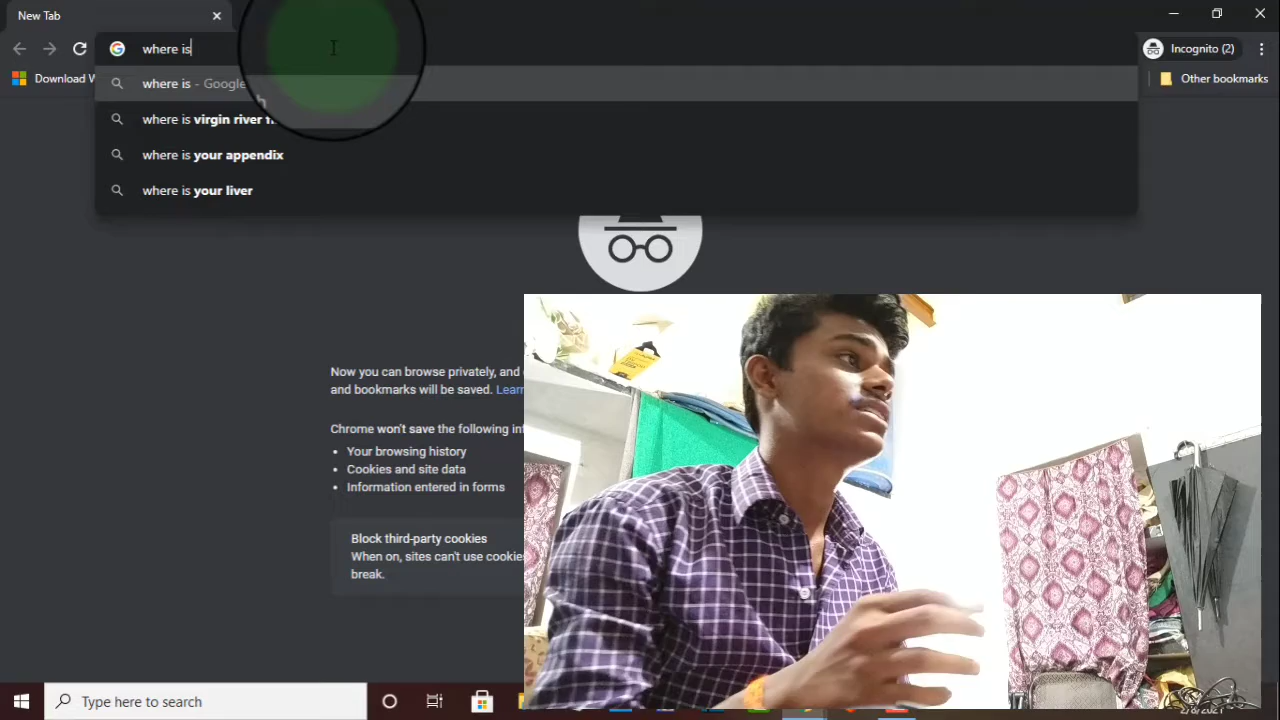 New Tab
where is
Incognito (2)
Download W
Other bookmarks
where is - Google
where is virgin river
where is your appendix
where is your liver
Now you can browse privately, and
and bookmarks will be saved. Learn
Chrome won't save the following
Your browsing history
Cookies and site data
Information entered in forms
Block third-party cookies
When on, sites can't use cookies
break.
Type here to search